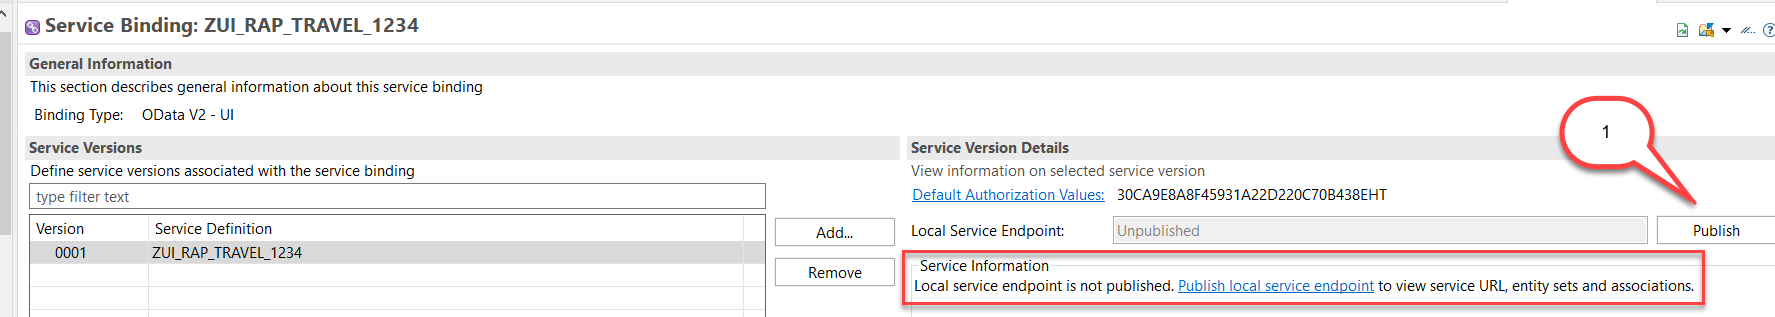 Service Binding: ZUI_RAP_TRAVEL_1234
General Information
This section describes general information about this service binding
Binding Type: OData V2 - UI
Service Versions
Define service versions associated with the service binding
type filter text
Version Service Definition
0001 ZUI_RAP_TRAVEL_1234
Add...
Remove
Service Version Details
View information on selected service version
Default Authorization Values: 30CA9E8A8F45931A22D220C70B438EHT
Local Service Endpoint: Unpublished Publish
1
Service Information
Local service endpoint is not published. Publish local service endpoint to view service URL, entity sets and associations.